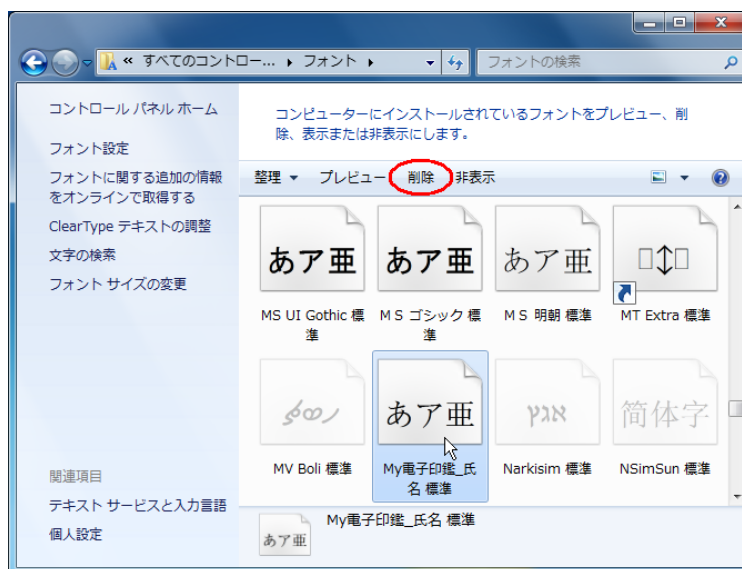 « すべてのコントロー... ▸ フォント ▸
フォントの検索
コントロール パネル ホーム
フォント設定
フォントに関する追加の情報
をオンラインで取得する
ClearType テキストの調整
文字の検索
フォント サイズの変更
関連項目
テキスト サービスと入力言語
個人設定
コンピューターにインストールされているフォントをプレビュー、削
除、表示または非表示にします。
整理 ▼ プレビュー 削除 非表示
あア亜 あア亜 あア亜
MS UI Gothic 標
準
ＭＳ ゴシック 標
準
ＭＳ 明朝 標準
MT Extra 標準
あア亜 אגץ 简体字
MV Boli 標準
My電子印鑑_氏
名 標準
Narkisim 標準
NSimSun 標準
あア亜
My電子印鑑_氏名 標準